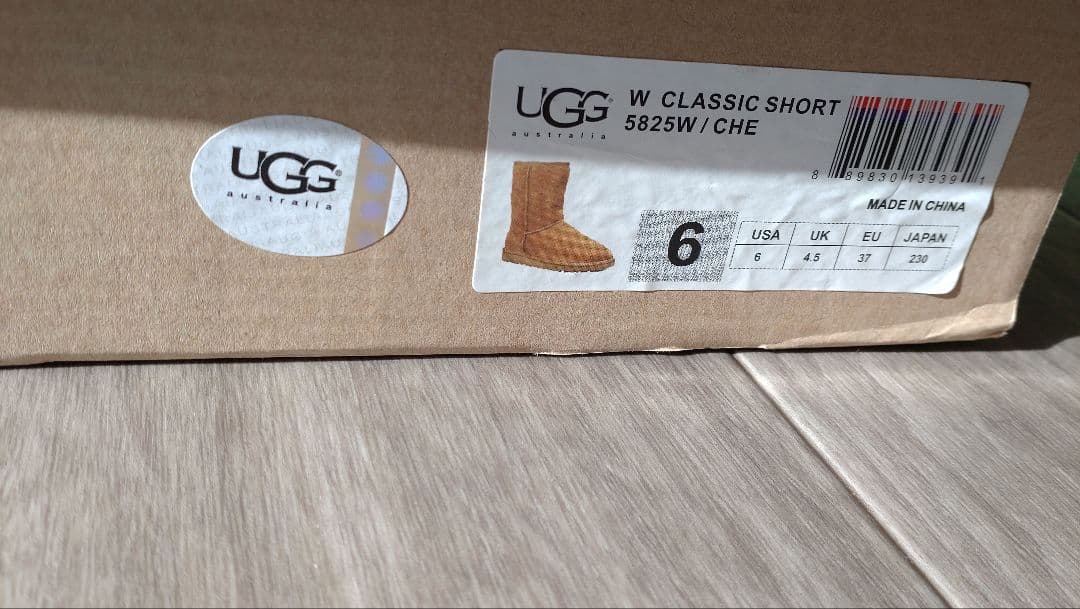 UGG®
australia
UGG®
australia
W CLASSIC SHORT
5825W / CHE
8 89830 13939 1
MADE IN CHINA
6
USA UK EU JAPAN
6 4.5 37 230